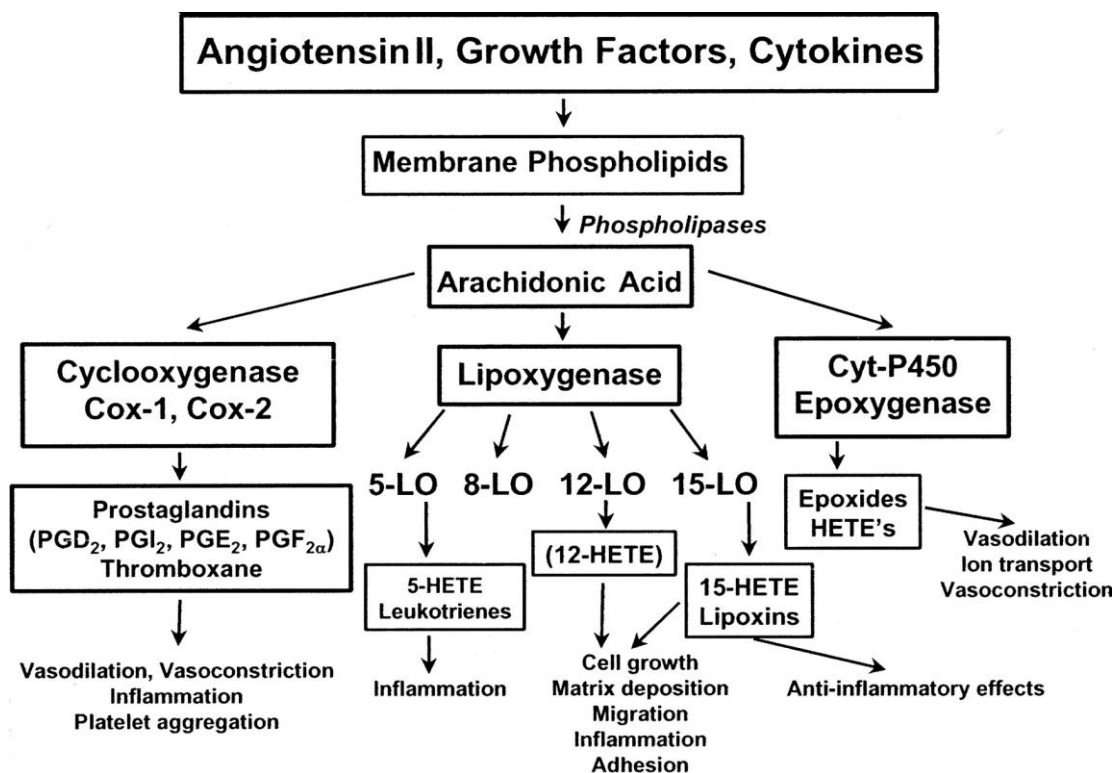 Angiotensin II, Growth Factors, Cytokines
Membrane Phospholipids
Phospholipases
Arachidonic Acid
Cyclooxygenase
Cox-1, Cox-2
Lipoxygenase
Cyt-P450
Epoxygenase
5-LO 8-LO 12-LO 15-LO
Prostaglandins
(PGD₂, PGI₂, PGE₂, PGF₂α)
Thromboxane
5-HETE
Leukotrienes
(12-HETE)
15-HETE
Lipoxins
Epoxides
HETE's
Vasodilation
Ion transport
Vasoconstriction
Vasodilation, Vasoconstriction
Inflammation
Platelet aggregation
Inflammation
Cell growth
Matrix deposition
Migration
Inflammation
Adhesion
Anti-inflammatory effects